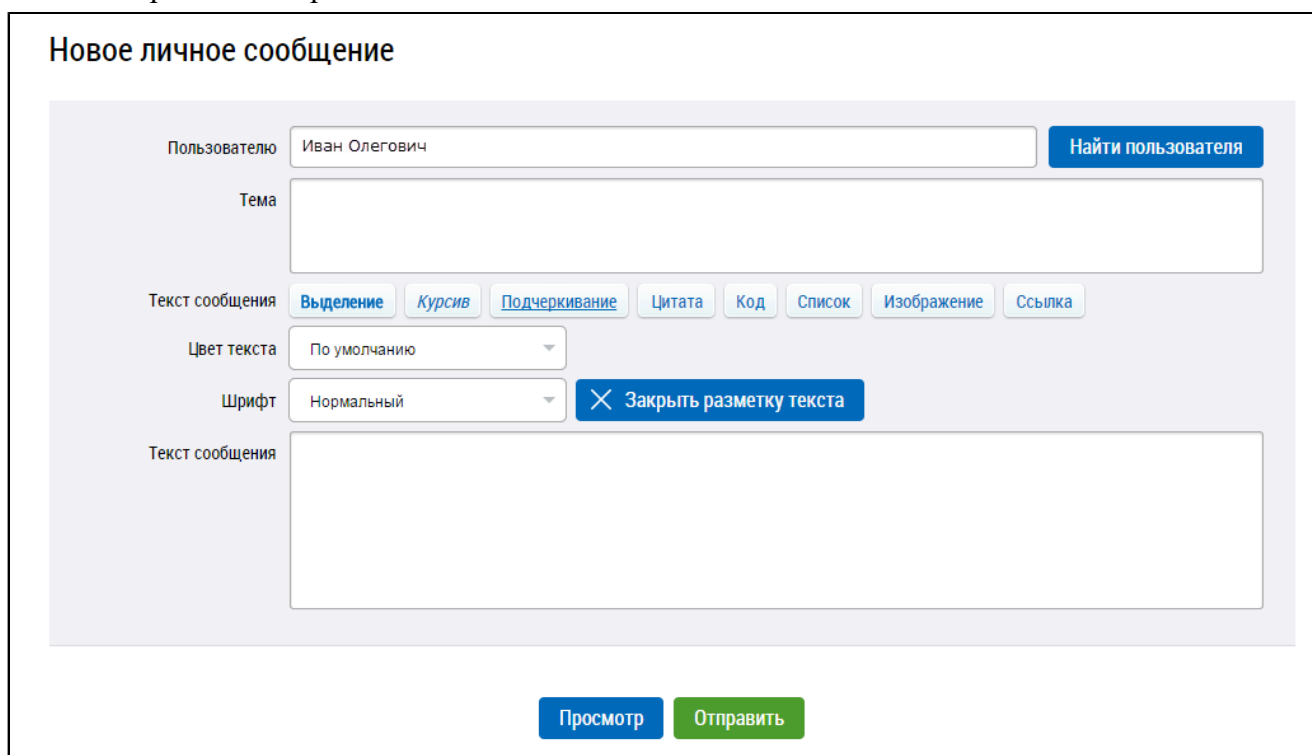 Новое личное сообщение
Пользователю Иван Олегович Найти пользователя
Тема
Текст сообщения Выделение Курсив Подчеркивание Цитата Код Список Изображение Ссылка
Цвет текста По умолчанию
Шрифт Нормальный Закрыть разметку текста
Текст сообщения
Просмотр Отправить